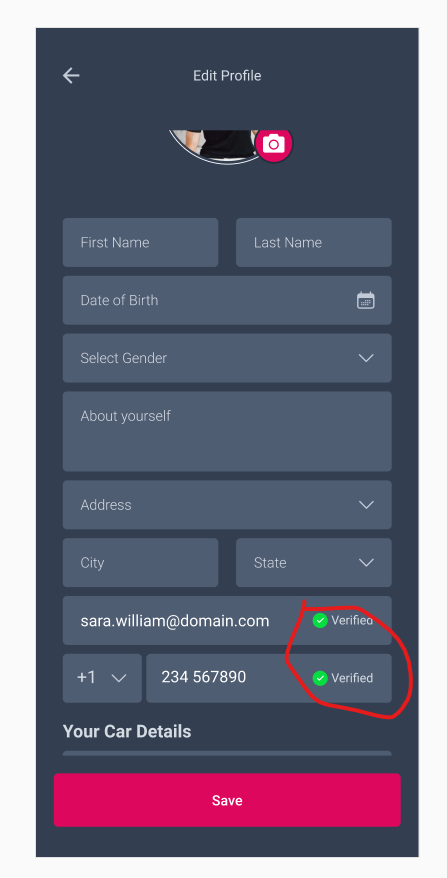 Edit Profile
First Name Last Name
Date of Birth
Select Gender
About yourself
Address
City State
sara.william@domain.com Verified
+1 234 567890 Verified
Your Car Details
Save